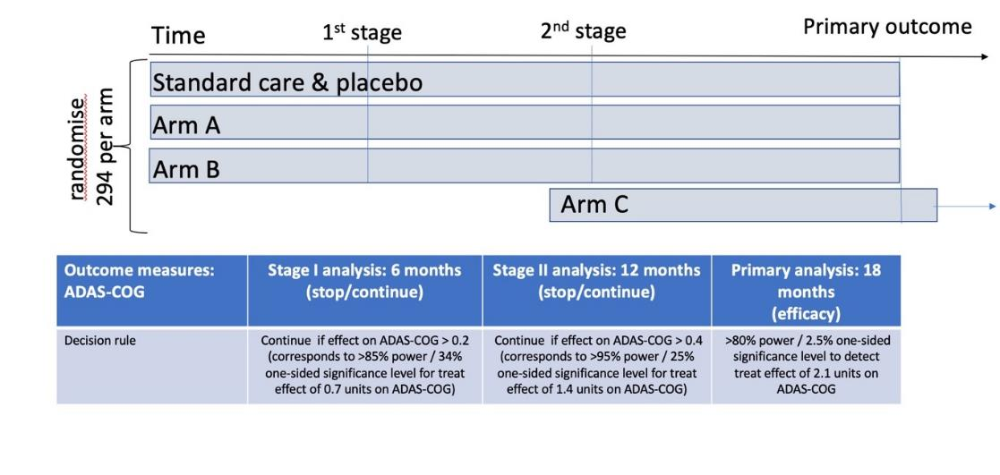 Time
1st stage
2nd stage
Primary outcome
randomise
294 per arm
Standard care & placebo
Arm A
Arm B
Arm C
Outcome measures:
ADAS-COG
Stage I analysis: 6 months
(stop/continue)
Stage II analysis: 12 months
(stop/continue)
Primary analysis: 18
months
(efficacy)
Decision rule
Continue if effect on ADAS-COG > 0.2
(corresponds to >85% power / 34%
one-sided significance level for treat
effect of 0.7 units on ADAS-COG)
Continue if effect on ADAS-COG > 0.4
(corresponds to >95% power / 25%
one-sided significance level for treat
effect of 1.4 units on ADAS-COG)
>80% power / 2.5% one-sided
significance level to detect
treat effect of 2.1 units on
ADAS-COG